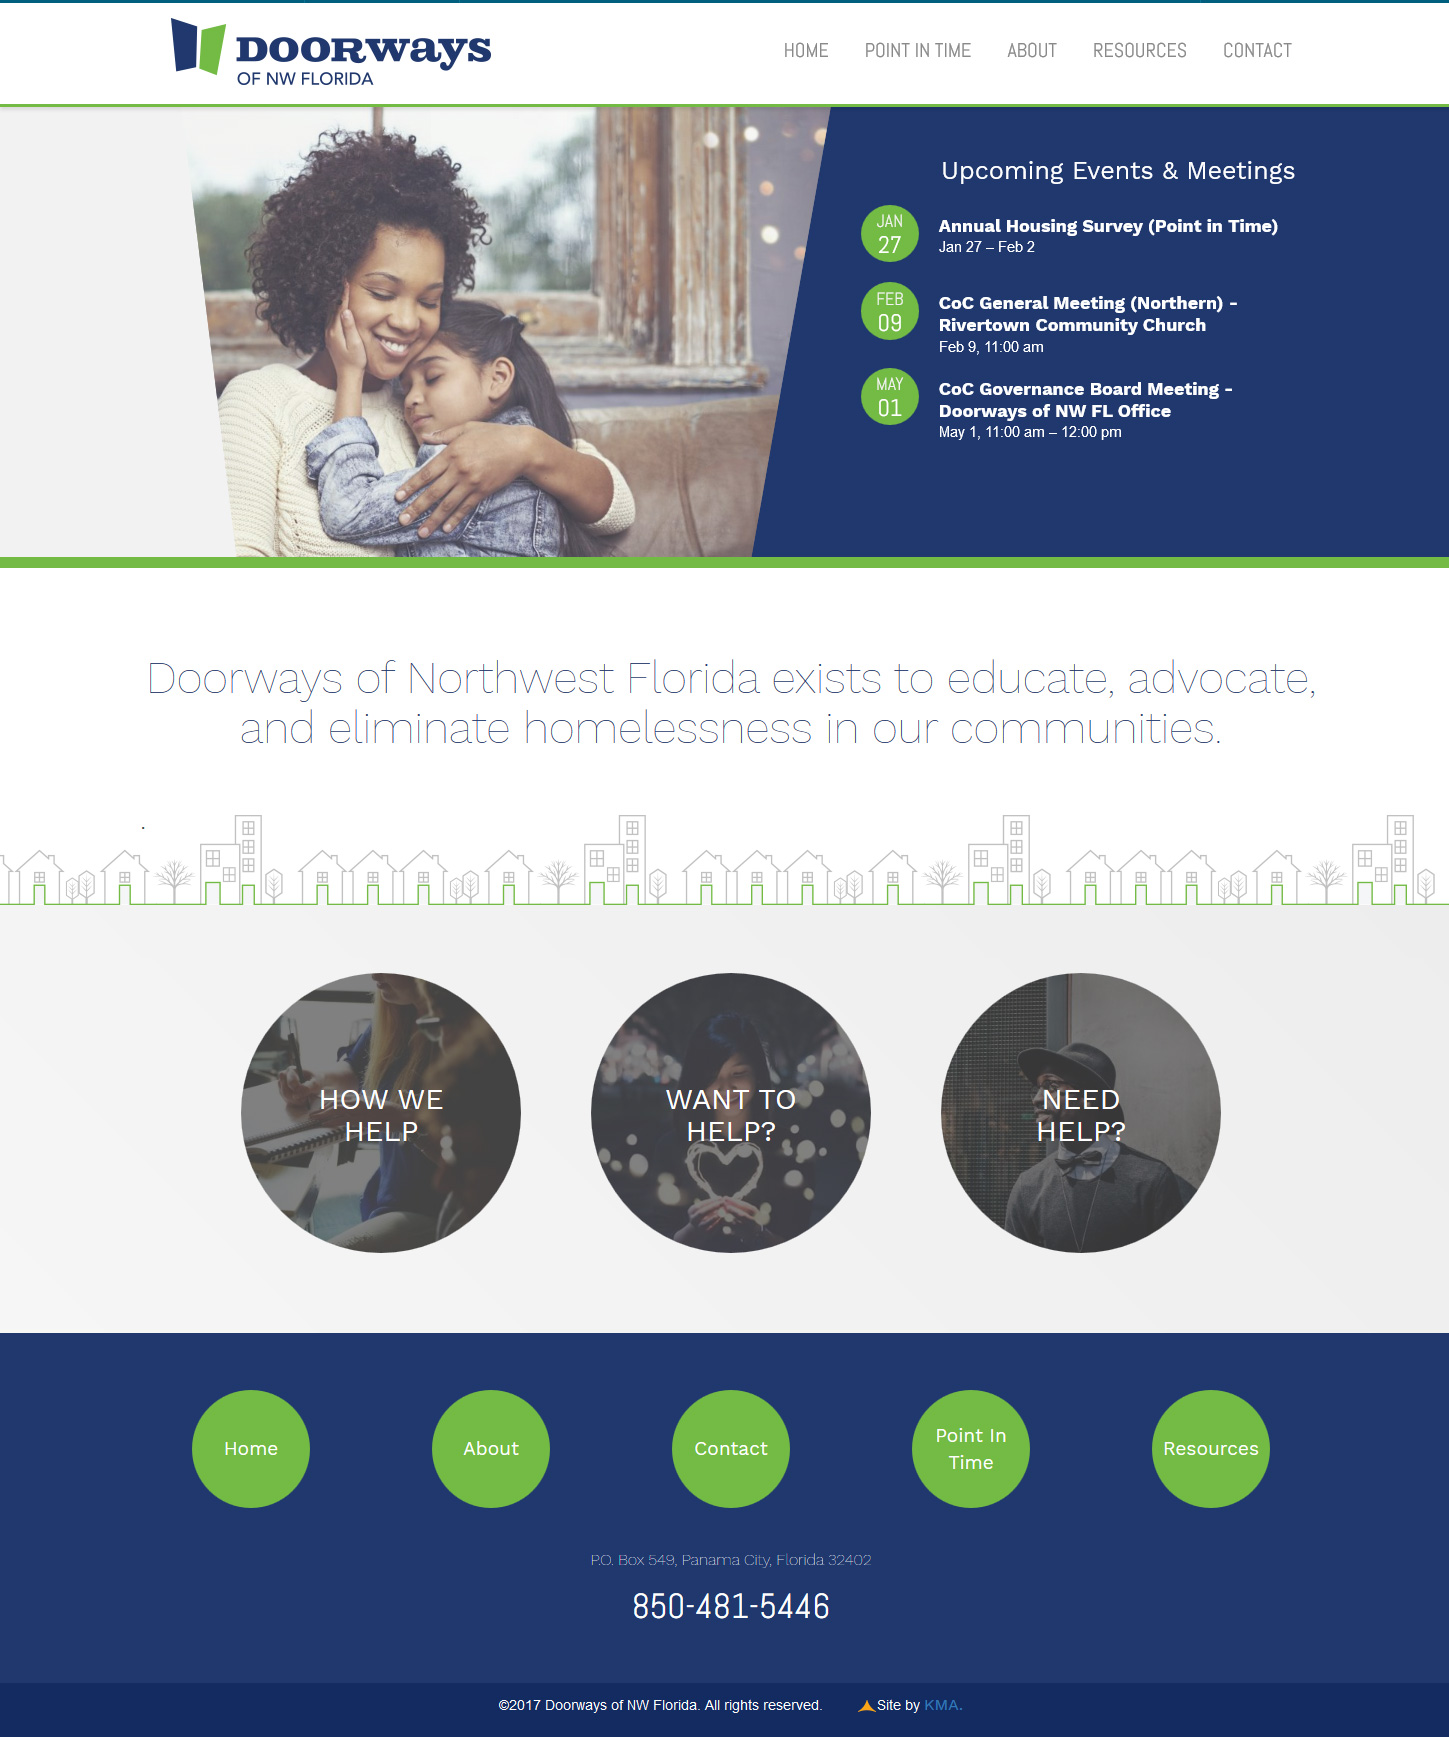 DOORWAYS
OF NW FLORIDA
HOME POINT IN TIME ABOUT RESOURCES CONTACT
Upcoming Events & Meetings
JAN
27
Annual Housing Survey (Point in Time)
Jan 27 – Feb 2
FEB
09
CoC General Meeting (Northern) -
Rivertown Community Church
Feb 9, 11:00 am
MAY
01
CoC Governance Board Meeting -
Doorways of NW FL Office
May 1, 11:00 am – 12:00 pm
Doorways of Northwest Florida exists to educate, advocate,
and eliminate homelessness in our communities.
.
HOW WE
HELP
WANT TO
HELP?
NEED
HELP?
Home
About
Contact
Point In
Time
Resources
P.O. Box 549, Panama City, Florida 32402
850-481-5446
©2017 Doorways of NW Florida. All rights reserved. Site by KMA.